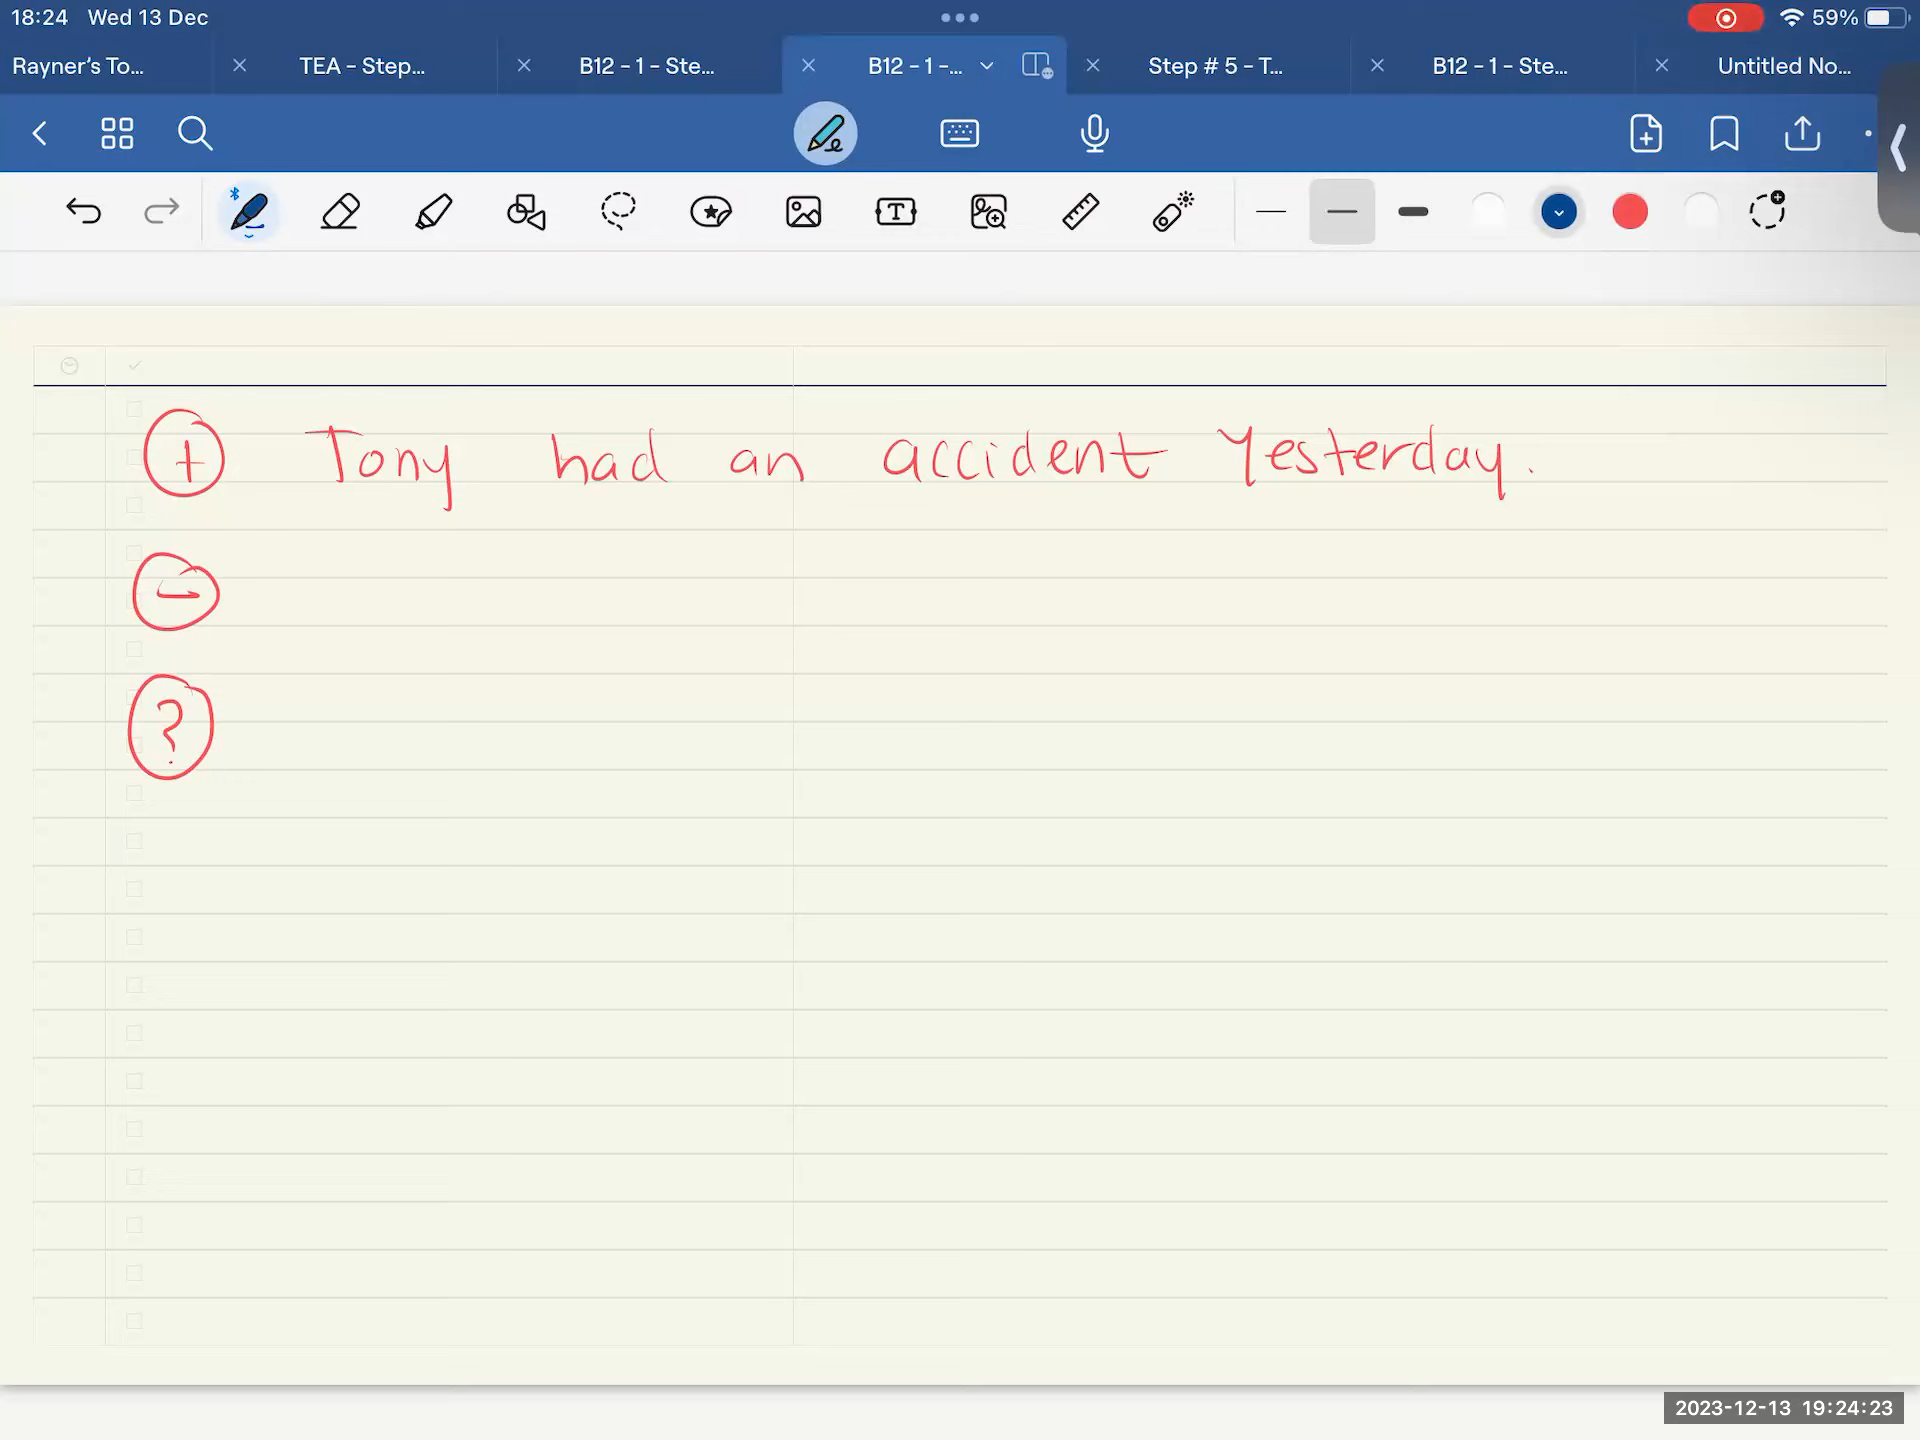 18:24 Wed 13 Dec
59%
Rayner's To...
TEA - Step...
B12 - 1 - Ste...
B12 - 1 -...
Step # 5 - T...
B12 - 1 - Ste...
Untitled No...
+ Tony had an accident Yesterday.
-
?
2023-12-13 19:24:23